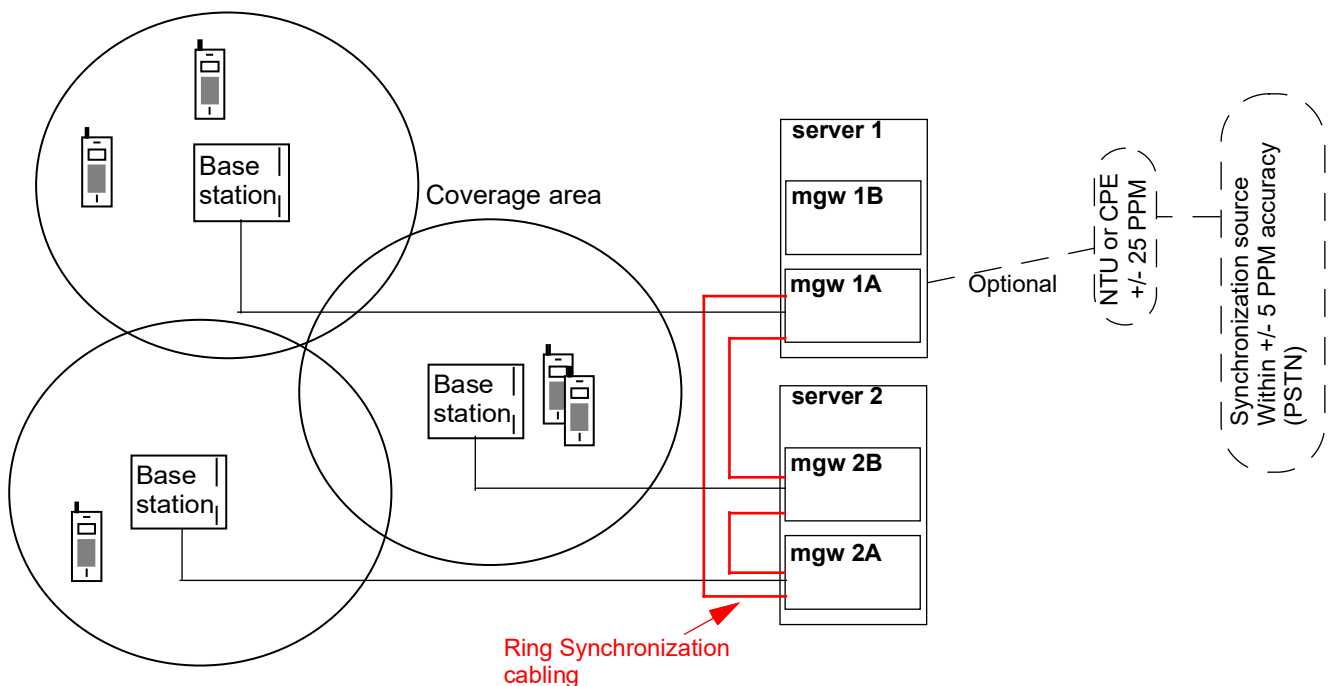 Base
station
Coverage area
Base
station
Base
station
Ring Synchronization
cabling
server 1
mgw 1B
mgw 1A
server 2
mgw 2B
mgw 2A
Optional
NTU or CPE
+/- 25 PPM
Synchronization source
Within +/- 5 PPM accuracy
(PSTN)